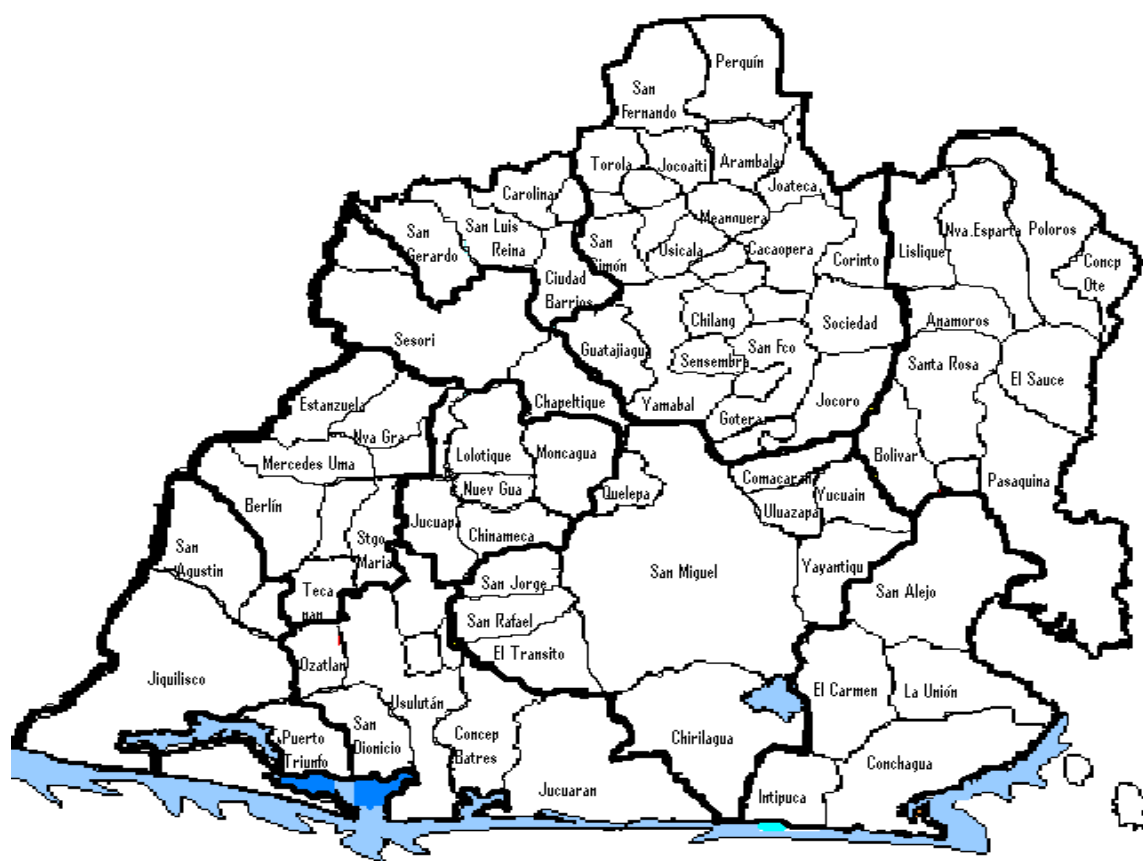 Perquín
San
Fernando
Torola
Jocoaiti
Arambala
Joateca
Carolina
San Luis
Reina
San
Gerardo
Meanguera
San
Simón
Usicala
Cacaopera
Corinto
Lislique
Nva.Esparta
Poloros
Concp
Ote
Ciudad
Barrios
Sesori
Guatajiagua
Chilang
Sociedad
Anamoros
Sensembra
San Fco
Santa Rosa
El Sauce
Estanzuela
Chapeltique
Yamabal
Gotera
Jocoro
Nva Gra
Mercedes Uma
Lolotique
Moncagua
Bolivar
Pasaquina
Nuev Gua
Quelepa
Comacaran
Yucuain
Uluazapa
Berlín
Jucuapa
Chinameca
San
Agustin
Stgo
Maria
Teca
pan
San Jorge
San Miguel
Yayantiqu
San Alejo
San Rafael
El Transito
Ozatlan
Jiquilisco
Usulután
El Carmen
La Unión
Puerto
Triunfo
San
Dionicio
Concep
Batres
Chirilagua
Conchagua
Jucuaran
Intipuca